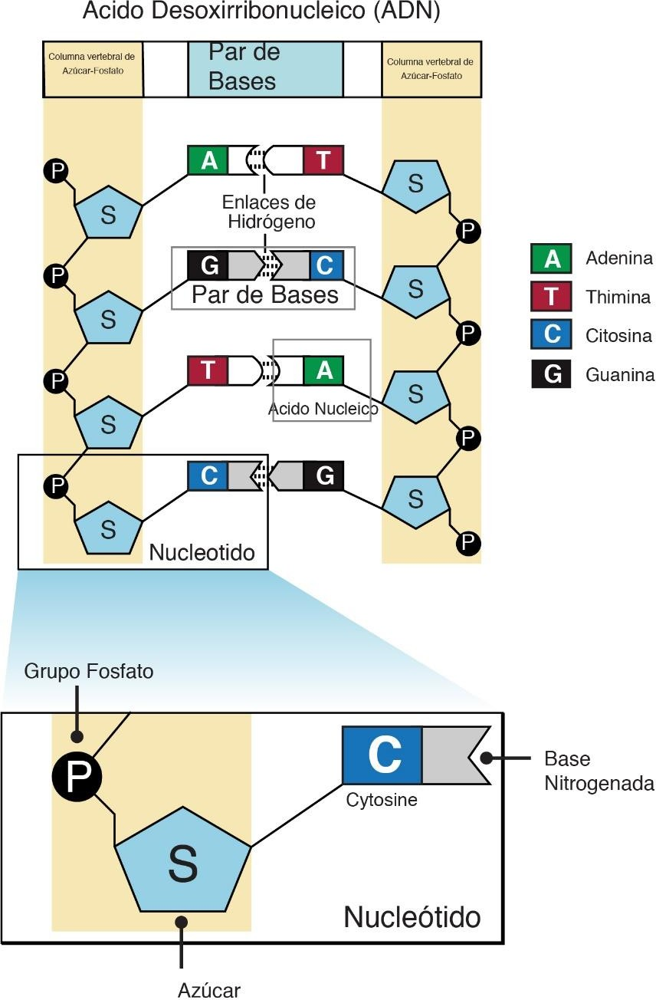 Acido Desoxirribonucleico (ADN)
Columna vertebral de
Azúcar-Fosfato
Par de
Bases
Columna vertebral de
Azúcar-Fosfato
A
T
P
S
S
Enlaces de
Hidrógeno
P
G
C
Par de Bases
P
S
S
P
T
A
Acido Nucleico
P
S
S
P
C
G
P
S
S
P
Nucleotido
A Adenina
T Thimina
C Citosina
G Guanina
Grupo Fosfato
P
S
C
Cytosine
Base
Nitrogenada
Nucleótido
Azúcar